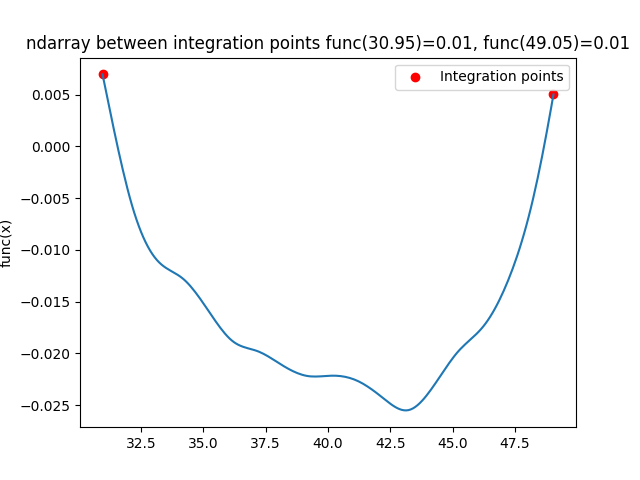 ndarray between integration points func(30.95)=0.01, func(49.05)=0.01
Integration points
func(x)
0.005
0.000
−0.005
−0.010
−0.015
−0.020
−0.025
32.5 35.0 37.5 40.0 42.5 45.0 47.5